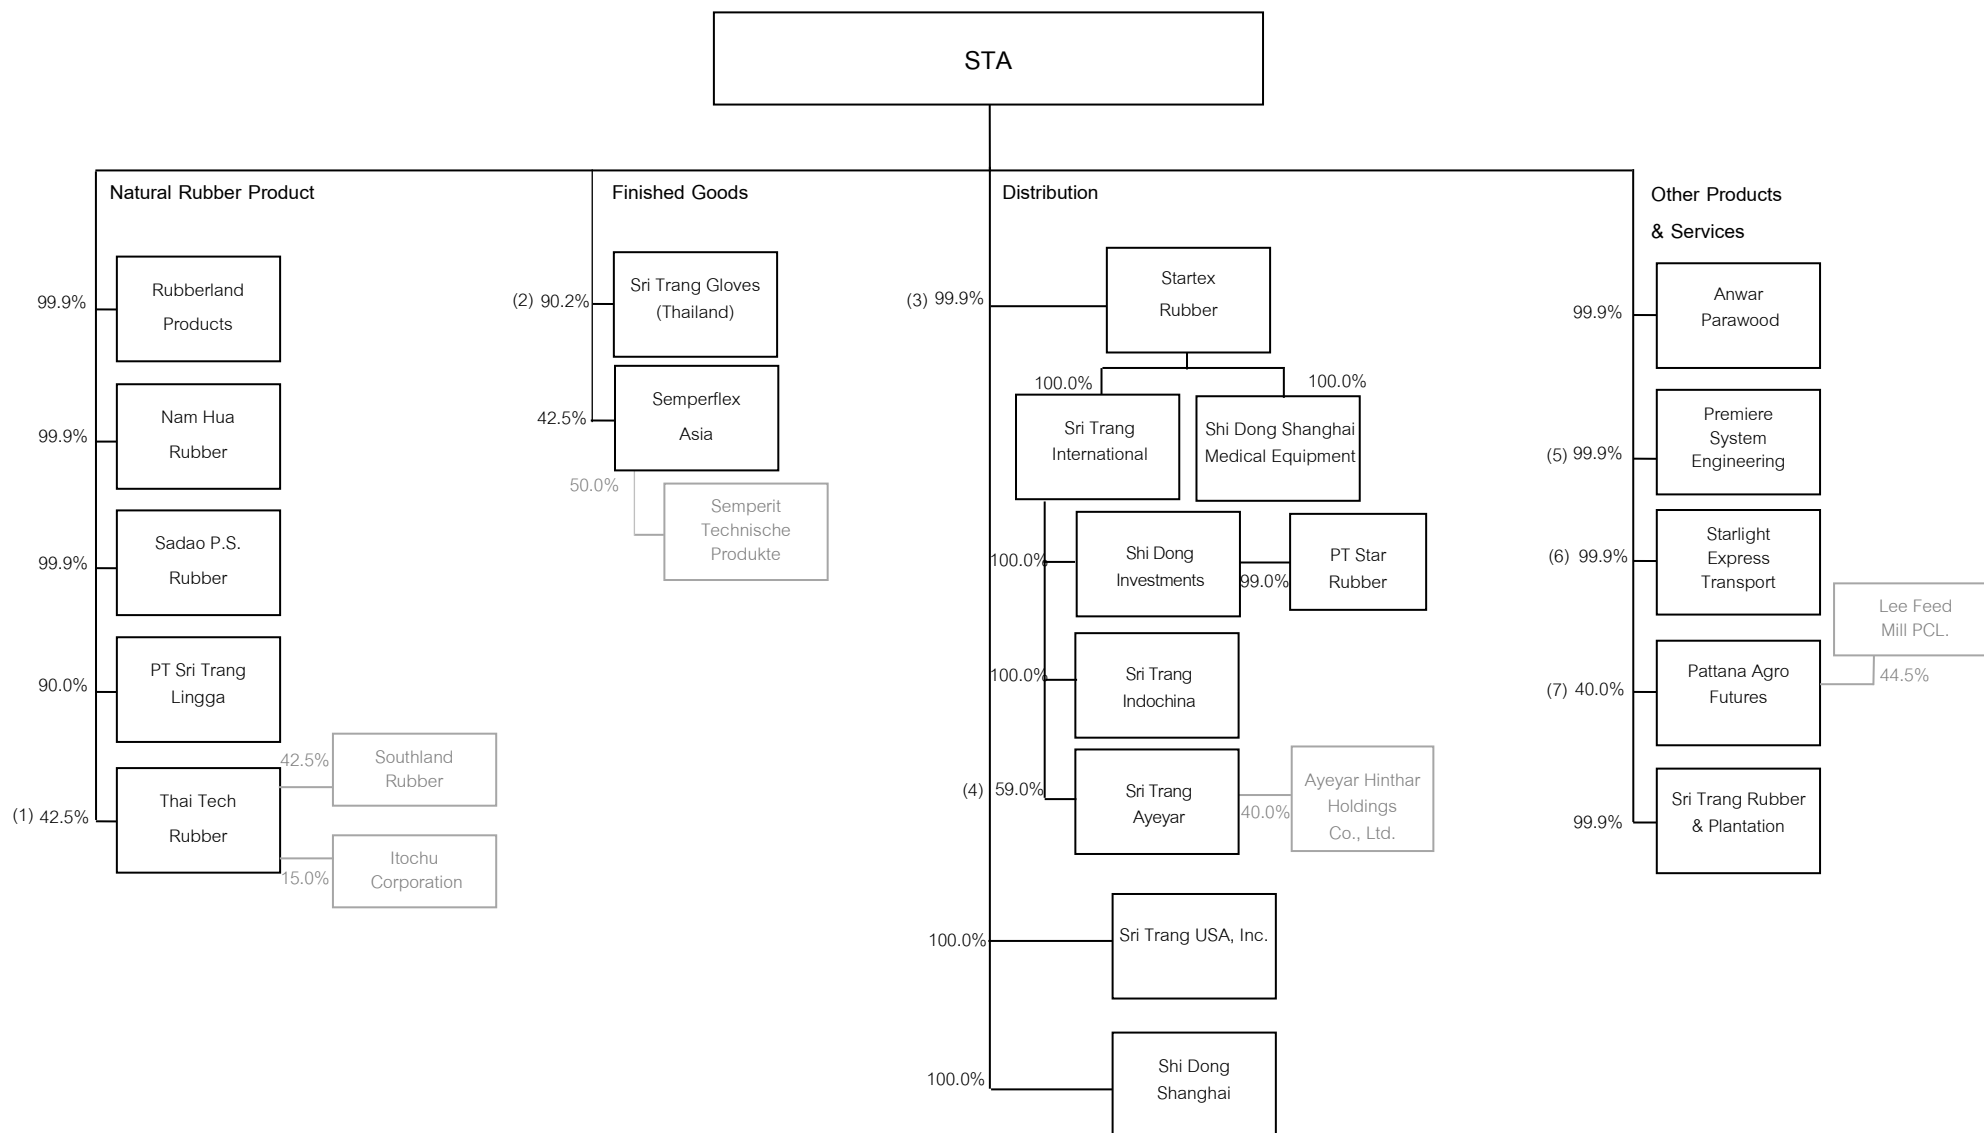 STA
Natural Rubber Product
99.9%
Rubberland
Products
99.9%
Nam Hua
Rubber
99.9%
Sadao P.S.
Rubber
90.0%
PT Sri Trang
Lingga
(1) 42.5%
Thai Tech
Rubber
42.5%
Southland
Rubber
15.0%
Itochu
Corporation
Finished Goods
(2) 90.2%
Sri Trang Gloves
(Thailand)
42.5%
Semperflex
Asia
50.0%
Semperit
Technische
Produkte
Distribution
(3) 99.9%
Startex
Rubber
100.0%
Sri Trang
International
100.0%
Shi Dong Shanghai
Medical Equipment
100.0%
Shi Dong
Investments
99.0%
PT Star
Rubber
100.0%
Sri Trang
Indochina
(4) 59.0%
Sri Trang
Ayeyar
40.0%
Ayeyar Hinthar
Holdings
Co., Ltd.
100.0%
Sri Trang USA, Inc.
100.0%
Shi Dong
Shanghai
Other Products
& Services
99.9%
Anwar
Parawood
(5) 99.9%
Premiere
System
Engineering
(6) 99.9%
Starlight
Express
Transport
Lee Feed
Mill PCL.
44.5%
(7) 40.0%
Pattana Agro
Futures
99.9%
Sri Trang Rubber
& Plantation